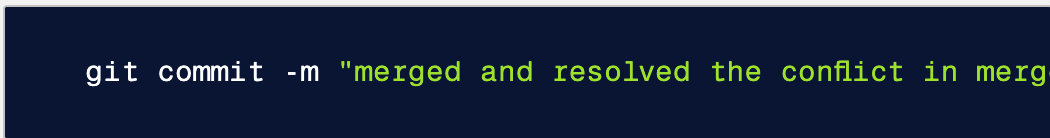 git commit -m "merged and resolved the conflict in merg